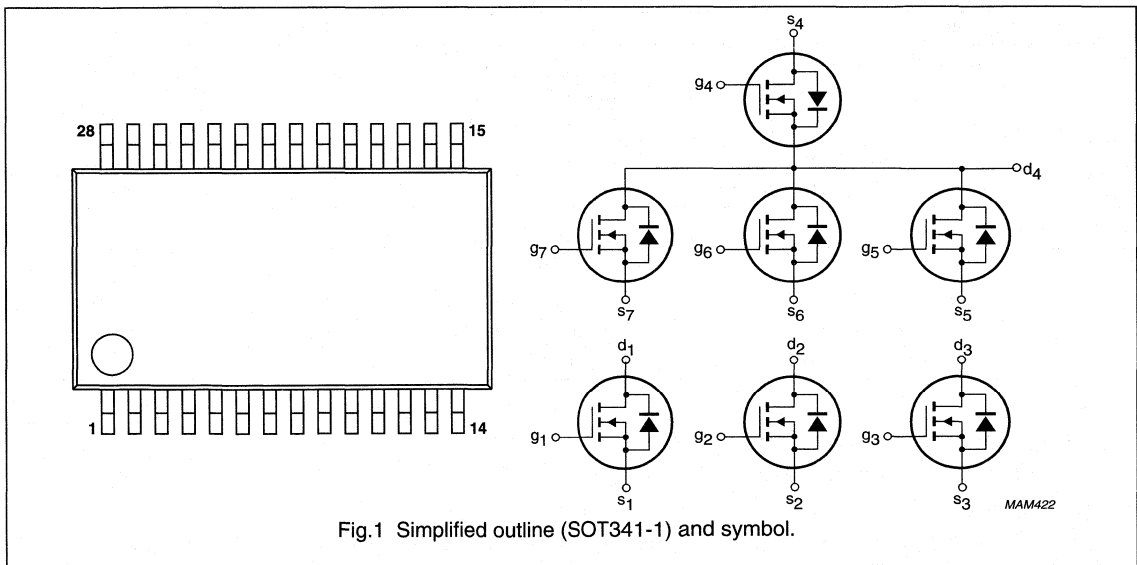 s4
g4
28
15
d4
g7
g6
g5
s7
s6
s5
d1
d2
d3
1
14
g1
g2
g3
s1
s2
s3
MAM422
Fig.1 Simplified outline (SOT341-1) and symbol.